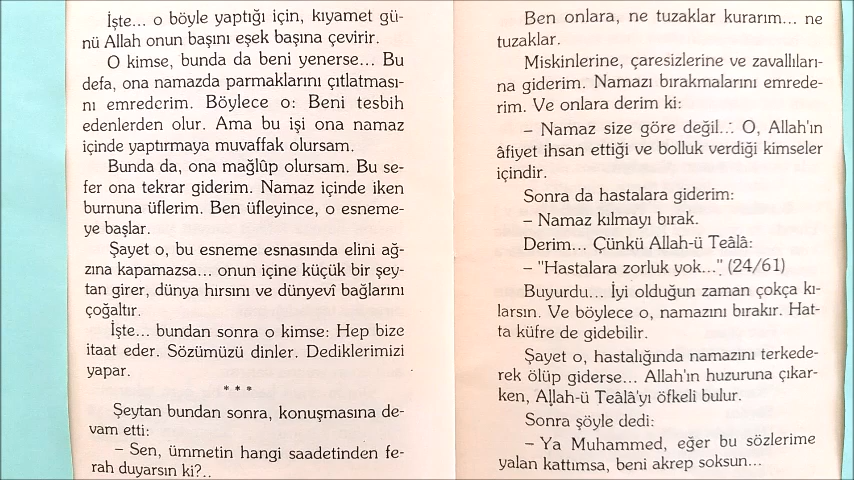 İşte... o böyle yaptığı için, kıyamet gü-
nü Allah onun başını eşek başına çevirir.
O kimse, bunda da beni yenerse... Bu
defa, ona namazda parmaklarını çıtlatması-
nı emrederim. Böylece o: Beni tesbih
edenlerden olur. Ama bu işi ona namaz
içinde yaptırmaya muvaffak olursam.
Bunda da, ona mağlûp olursam. Bu se-
fer ona tekrar giderim. Namaz içinde iken
burnuna üflerim. Ben üfleyince, o esneme-
ye başlar.
Şayet o, bu esneme esnasında elini ağ-
zına kapamazsa... onun içine küçük bir şey-
tan girer, dünya hırsını ve dünyevî bağlarını
çoğaltır.
İşte... bundan sonra o kimse: Hep bize
itaat eder. Sözümüzü dinler. Dediklerimizi
yapar.
* * *
Şeytan bundan sonra, konuşmasına de-
vam etti:
– Sen, ümmetin hangi saadetinden fe-
rah duyarsın ki?..
Ben onlara, ne tuzaklar kurarım... ne
tuzaklar.
Miskinlerine, çaresizlerine ve zavallıları-
na giderim. Namazı bırakmalarını emrede-
rim. Ve onlara derim ki:
– Namaz size göre değil... O, Allah'ın
âfiyet ihsan ettiği ve bolluk verdiği kimseler
içindir.
Sonra da hastalara giderim:
– Namaz kılmayı bırak.
Derim... Çünkü Allah-ü Teâlâ:
– "Hastalara zorluk yok..." (24/61)
Buyurdu... İyi olduğun zaman çokça kı-
larsın. Ve böylece o, namazını bırakır. Hat-
ta küfre de gidebilir.
Şayet o, hastalığında namazını terkede-
rek ölüp giderse... Allah'ın huzuruna çıkar-
ken, Allah-ü Teâlâ'yı öfkeli bulur.
Sonra şöyle dedi:
– Ya Muhammed, eğer bu sözlerime
yalan kattımsa, beni akrep soksun...